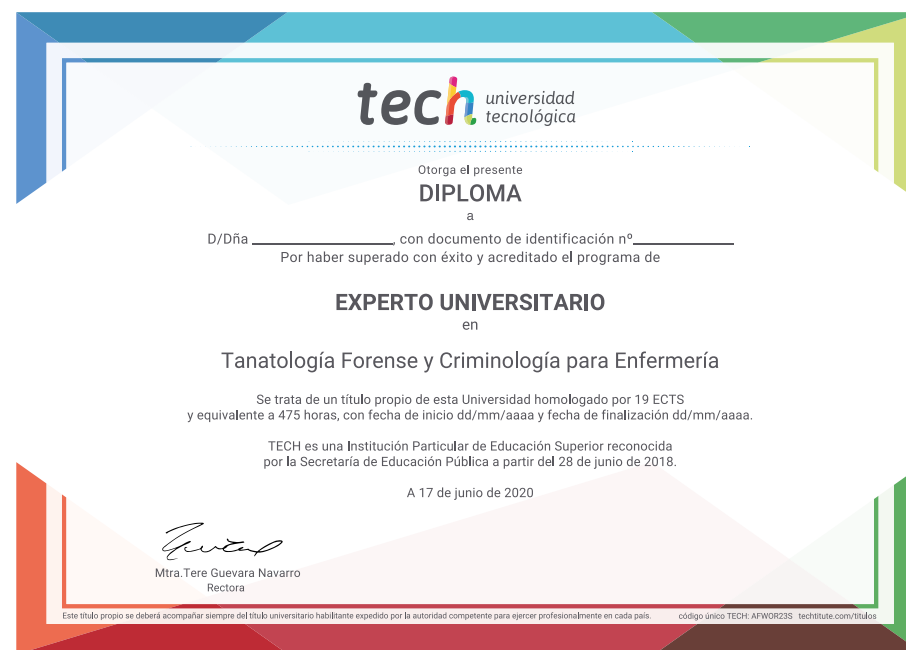 tech universidad
tecnológica
Otorga el presente
DIPLOMA
a
D/Dña ____________________, con documento de identificación nº______________
Por haber superado con éxito y acreditado el programa de
EXPERTO UNIVERSITARIO
en
Tanatología Forense y Criminología para Enfermería
Se trata de un título propio de esta Universidad homologado por 19 ECTS
y equivalente a 475 horas, con fecha de inicio dd/mm/aaaa y fecha de finalización dd/mm/aaaa.
TECH es una Institución Particular de Educación Superior reconocida
por la Secretaría de Educación Pública a partir del 28 de junio de 2018.
A 17 de junio de 2020
Mtra.Tere Guevara Navarro
Rectora
Este título propio se deberá acompañar siempre del título universitario habilitante expedido por la autoridad competente para ejercer profesionalmente en cada país. código único TECH: AFWOR23S techtitute.com/titulos